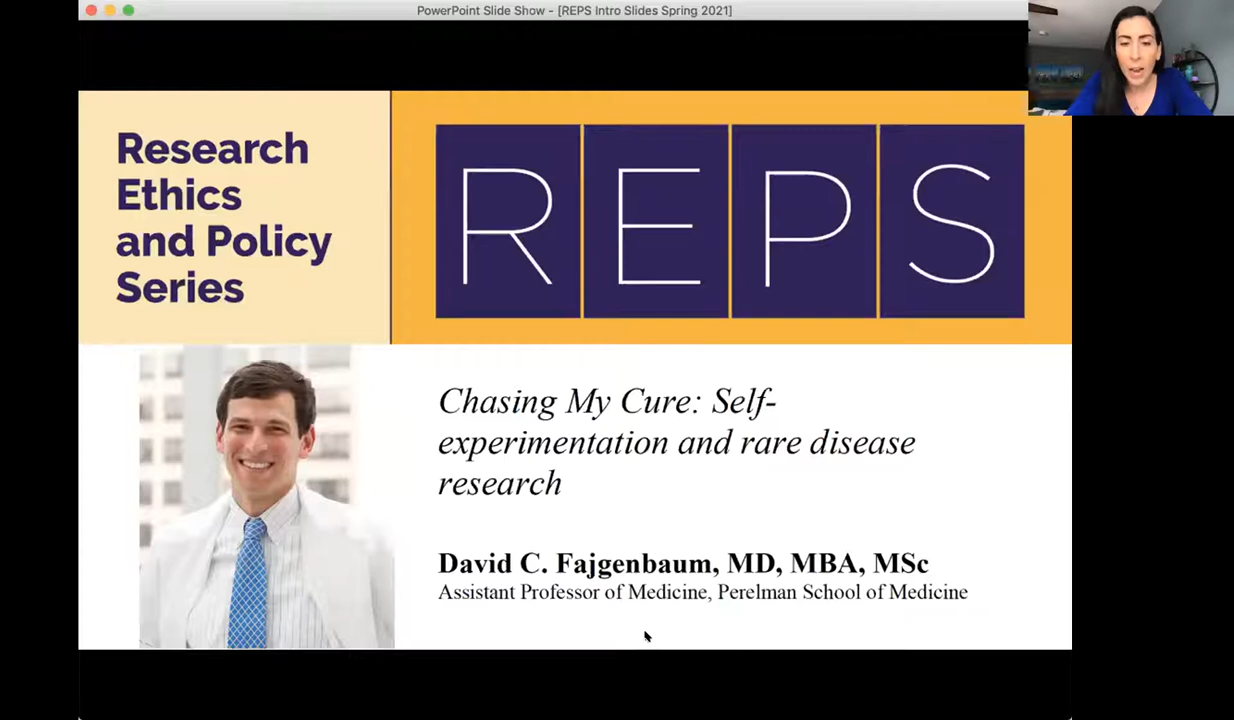 PowerPoint Slide Show - [REPS Intro Slides Spring 2021]
Research
Ethics
and Policy
Series
REPS
Chasing My Cure: Self-
experimentation and rare disease
research
David C. Fajgenbaum, MD, MBA, MSc
Assistant Professor of Medicine, Perelman School of Medicine